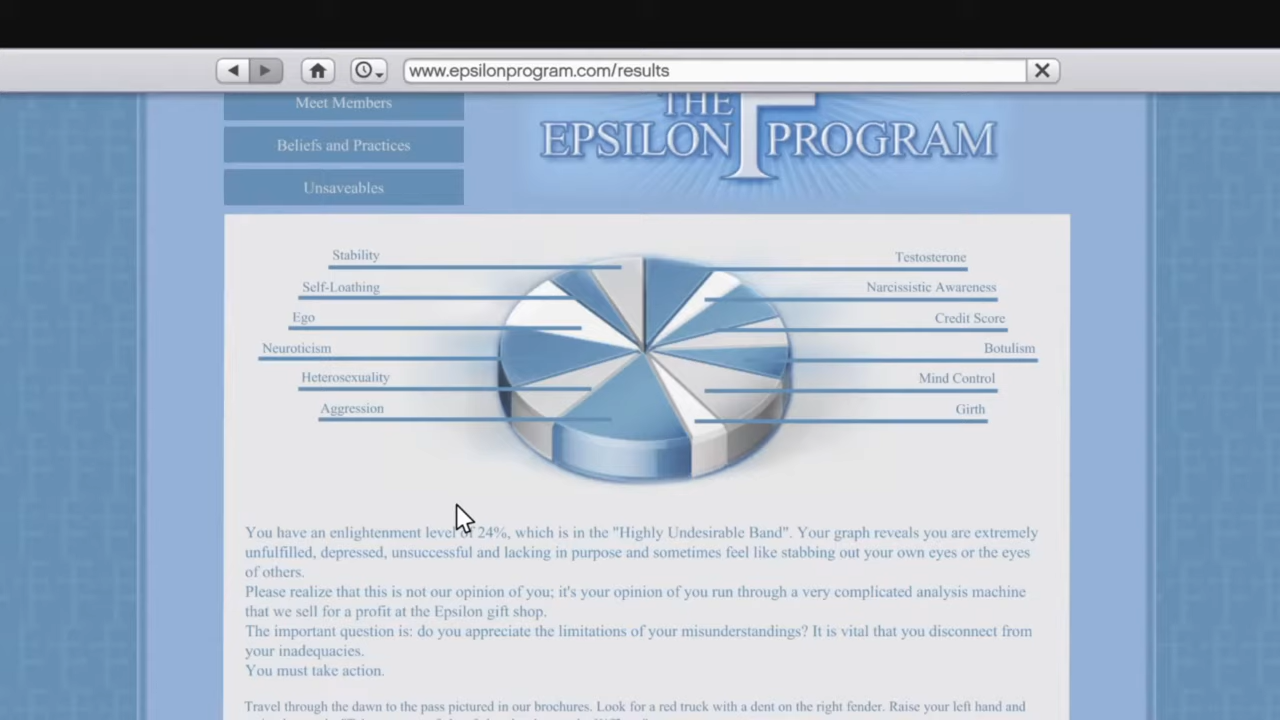 www.epsilonprogram.com/results
Meet Members
THE
EPSILON PROGRAM
Beliefs and Practices
Unsaveables
Stability
Testosterone
Self-Loathing
Narcissistic Awareness
Ego
Credit Score
Neuroticism
Botulism
Heterosexuality
Mind Control
Aggression
Girth
You have an enlightenment level of 24%, which is in the "Highly Undesirable Band". Your graph reveals you are extremely
unfulfilled, depressed, unsuccessful and lacking in purpose and sometimes feel like stabbing out your own eyes or the eyes
of others.
Please realize that this is not our opinion of you; it's your opinion of you run through a very complicated analysis machine
that we sell for a profit at the Epsilon gift shop.
The important question is: do you appreciate the limitations of your misunderstandings? It is vital that you disconnect from
your inadequacies.
You must take action.
Travel through the dawn to the pass pictured in our brochures. Look for a red truck with a dent on the right fender. Raise your left hand and